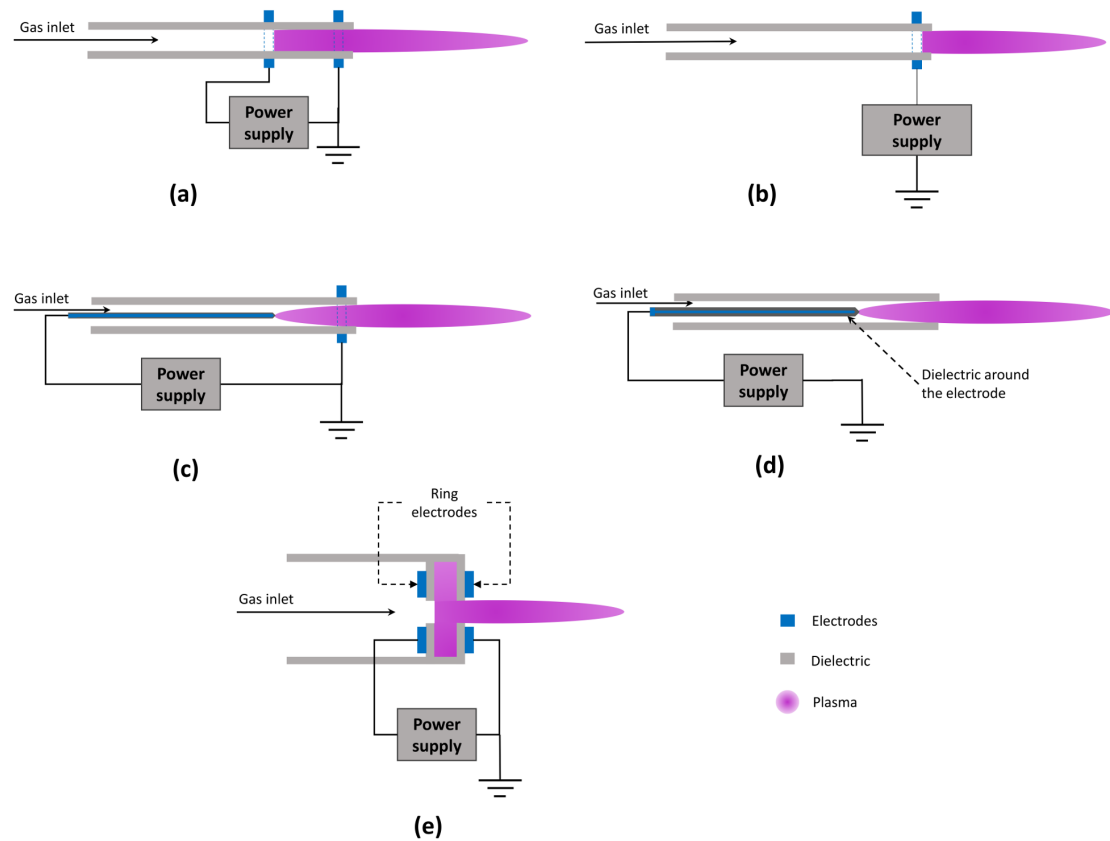 Gas inlet
Power
supply
(a)
Gas inlet
Power
supply
(b)
Gas inlet
Power
supply
(c)
Gas inlet
Power
supply
Dielectric around
the electrode
(d)
Ring
electrodes
Gas inlet
Power
supply
(e)
Electrodes
Dielectric
Plasma